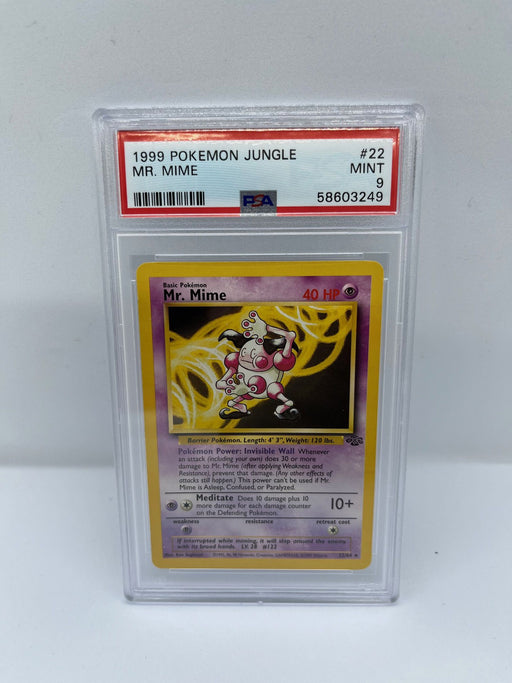 1999 POKEMON JUNGLE #22
MR. MIME MINT
9
PSA 58603249
Basic Pokémon
Mr. Mime 40 HP
Barrier Pokémon. Length: 4' 3", Weight: 120 lbs.
Pokémon Power: Invisible Wall Whenever
an attack (including your own) does 30 or more
damage to Mr. Mime (after applying Weakness and
Resistance), prevent that damage. (Any other effects of
attacks still happen.) This power can't be used if Mr.
Mime is Asleep, Confused, or Paralyzed.
Meditate Does 10 damage plus 10
more damage for each damage counter
on the Defending Pokémon. 10+
weakness resistance retreat cost
If interrupted while miming, it will slap around the enemy
with its broad hands. LV. 28 #122
22/64